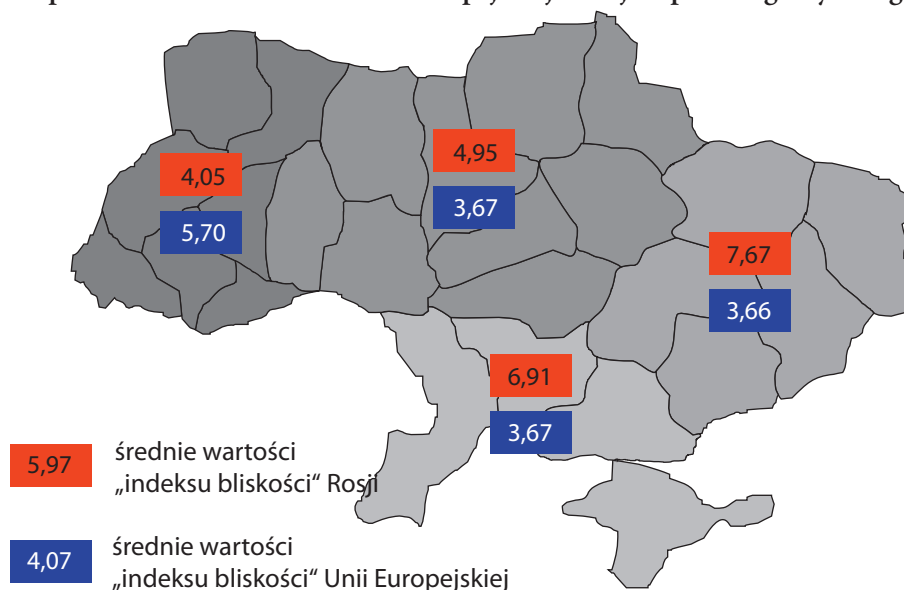 4,05
5,70
4,95
3,67
7,67
3,66
6,91
3,67
5,97 średnie wartości
„indeksu bliskości“ Rosji
4,07 średnie wartości
„indeksu bliskości“ Unii Europejskiej